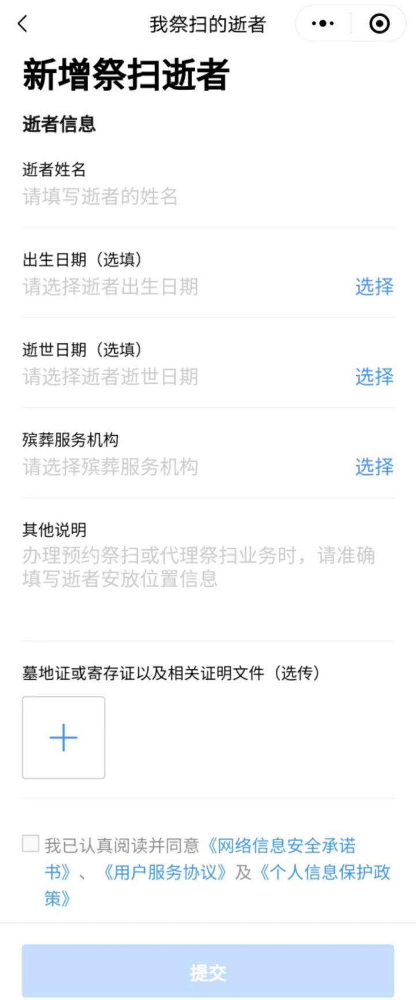 我祭扫的逝者
新增祭扫逝者
逝者信息
逝者姓名
请填写逝者的姓名
出生日期（选填）
请选择逝者出生日期 选择
逝世日期（选填）
请选择逝者逝世日期 选择
殡葬服务机构
请选择殡葬服务机构 选择
其他说明
办理预约祭扫或代理祭扫业务时，请准确
填写逝者安放位置信息
墓地证或寄存证以及相关证明文件（选传）
我已认真阅读并同意《网络信息安全承诺
书》、《用户服务协议》及《个人信息保护政
策》
提交